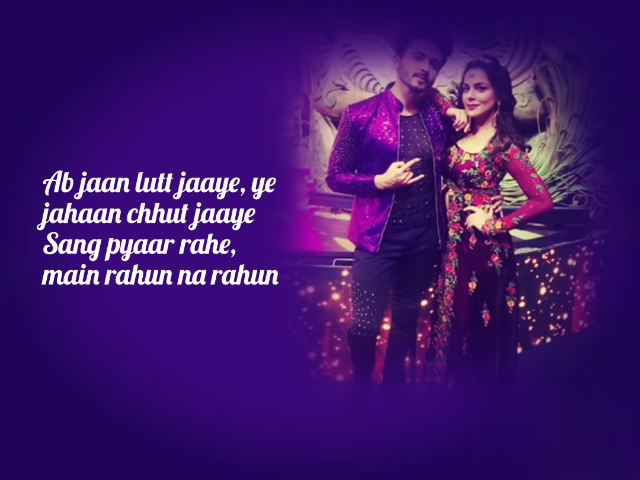 Ab jaan lutt jaaye, ye
jahaan chhut jaaye
Sang pyaar rahe,
main rahun na rahun